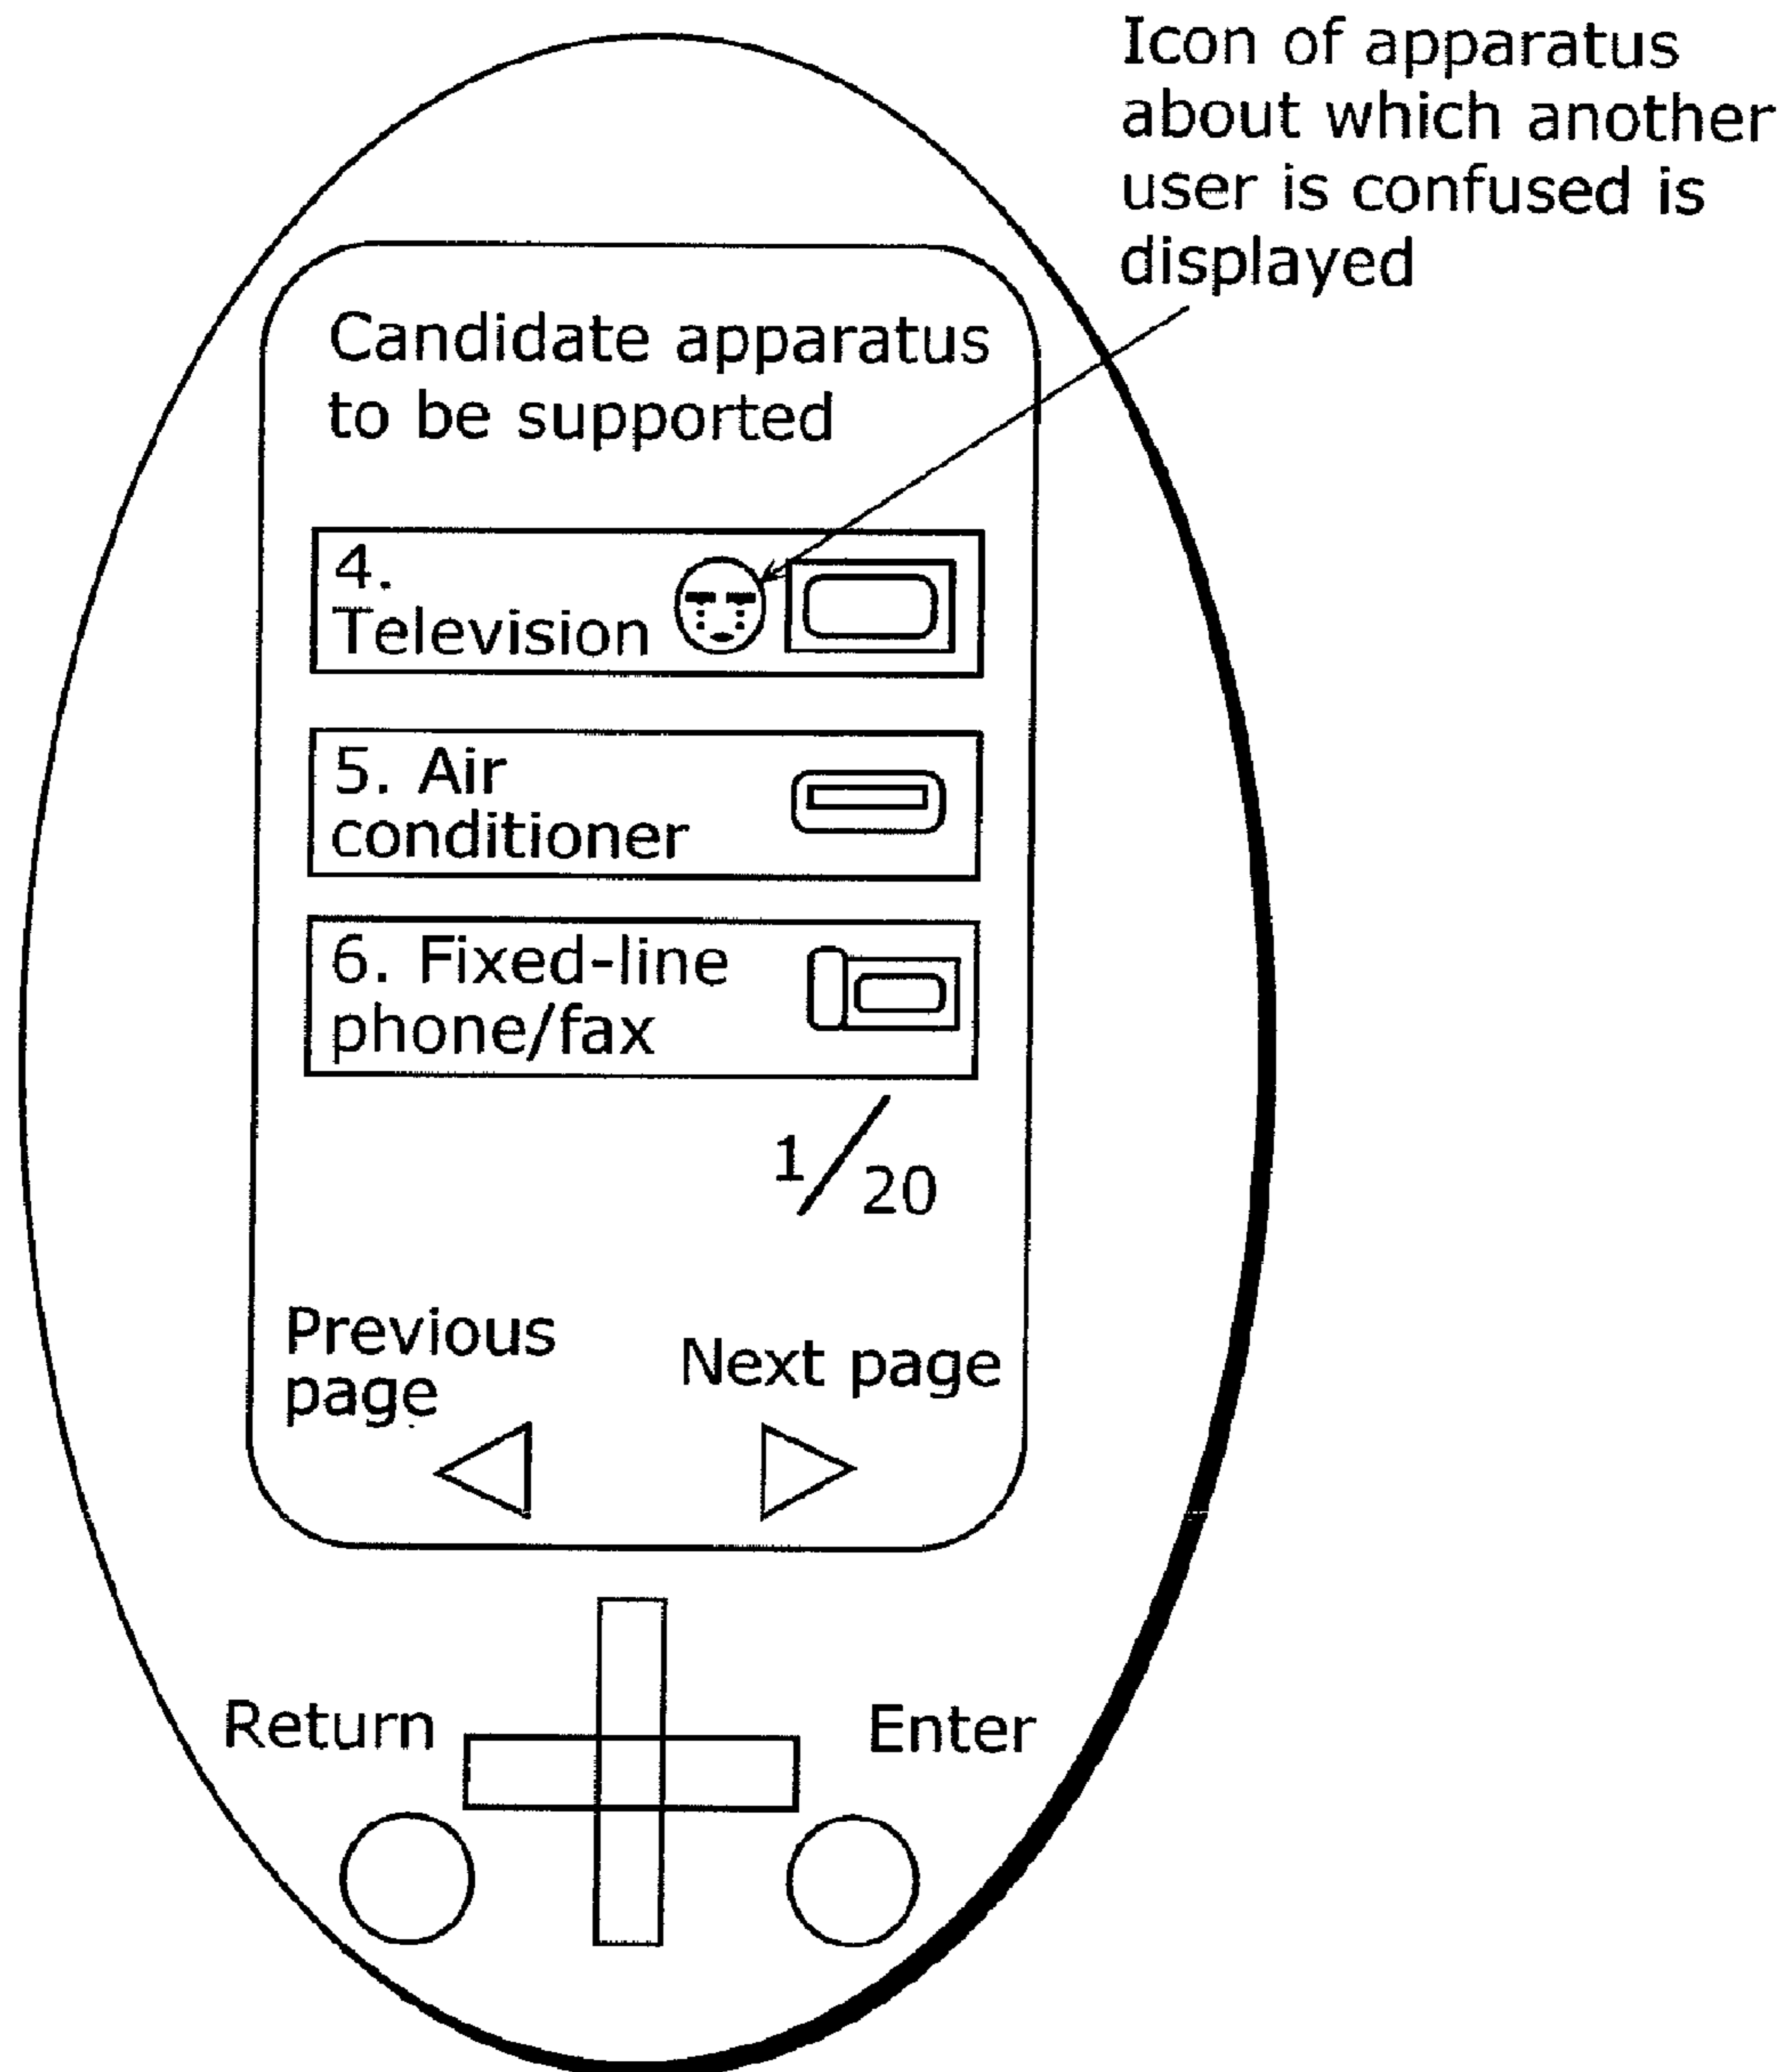 Icon of apparatus
about which another
user is confused is
displayed
Candidate apparatus
to be supported
4.
Television
5. Air
conditioner
6. Fixed-line
phone/fax
1/20
Previous
page
Next page
Return
Enter